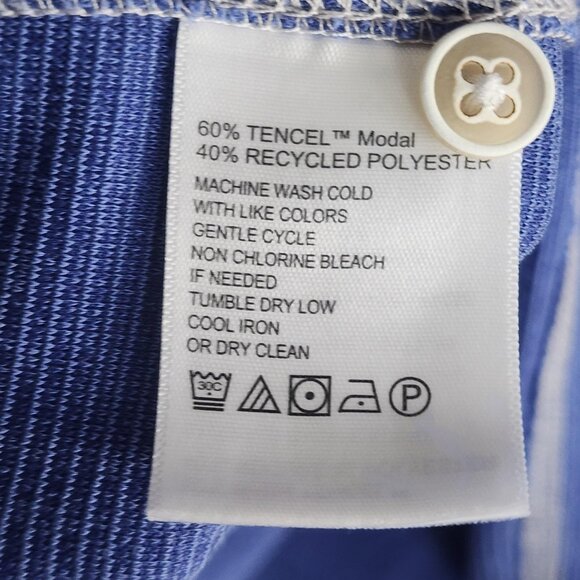 60% TENCEL™ Modal
40% RECYCLED POLYESTER
MACHINE WASH COLD
WITH LIKE COLORS
GENTLE CYCLE
NON CHLORINE BLEACH
IF NEEDED
TUMBLE DRY LOW
COOL IRON
OR DRY CLEAN
30C P